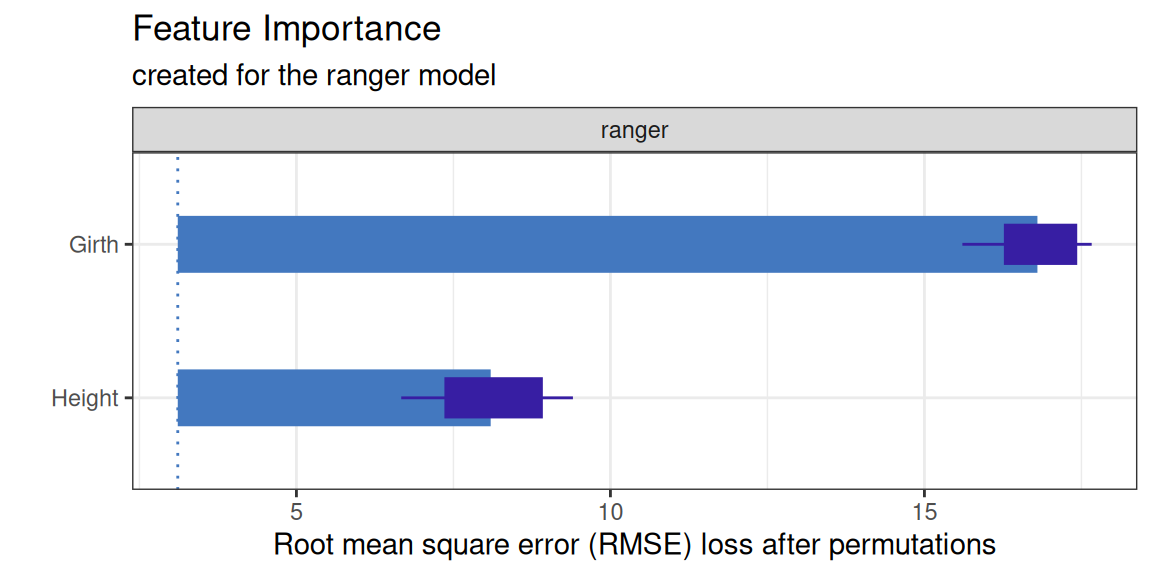 Feature Importance
created for the ranger model
ranger
Girth
Height
5 10 15
Root mean square error (RMSE) loss after permutations